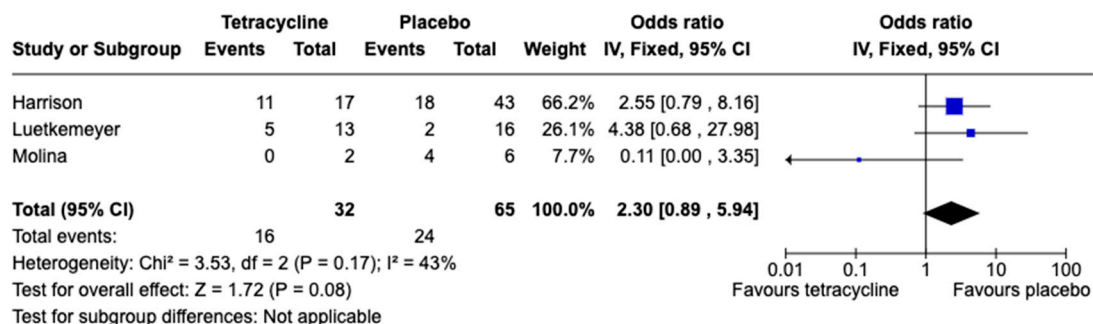 Tetracycline Placebo Odds ratio Odds ratio
Study or Subgroup Events Total Events Total Weight IV, Fixed, 95% CI IV, Fixed, 95% CI
Harrison 11 17 18 43 66.2% 2.55 [0.79 , 8.16]
Luetkemeyer 5 13 2 16 26.1% 4.38 [0.68 , 27.98]
Molina 0 2 4 6 7.7% 0.11 [0.00 , 3.35]
Total (95% CI) 32 65 100.0% 2.30 [0.89 , 5.94]
Total events: 16 24
Heterogeneity: Chi² = 3.53, df = 2 (P = 0.17); I² = 43%
0.01 0.1 1 10 100
Test for overall effect: Z = 1.72 (P = 0.08)
Favours tetracycline Favours placebo
Test for subgroup differences: Not applicable